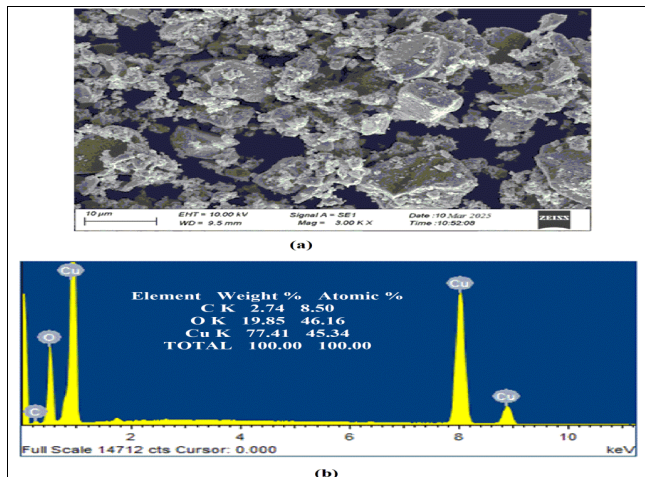 10 µm
EHT = 10.00 kV
Signal A = SE1
Date :10 Mar 2025
WD = 9.5 mm
Mag = 3.00 K X
Time :10:52:08
ZEISS
(a)
Cu
Cu
Element Weight % Atomic %
C K 2.74 8.50
O K 19.85 46.16
Cu K 77.41 45.34
TOTAL 100.00 100.00
O
Cu
C
2 4 6 8 10
Full Scale 14712 cts Cursor: 0.000 keV
(b)